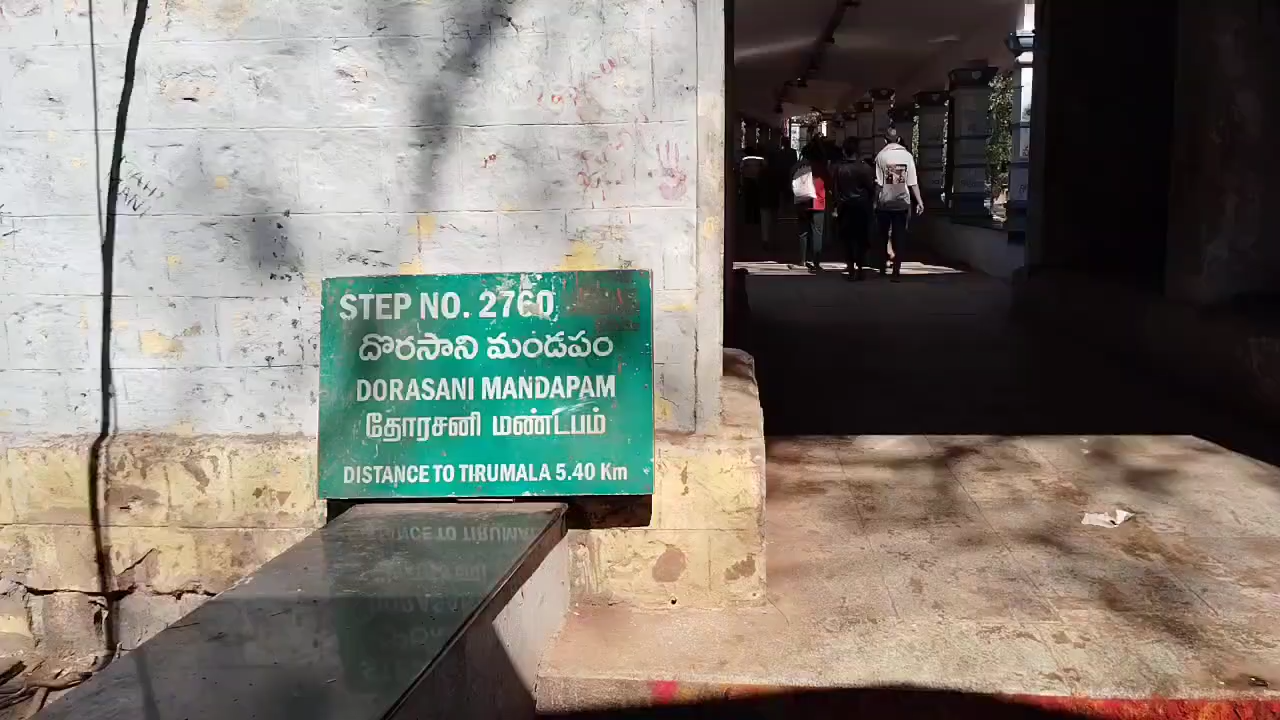 STEP NO. 2760
దొరసాని మండపం
DORASANI MANDAPAM
தோரசனி மண்டபம்
DISTANCE TO TIRUMALA 5.40 Km